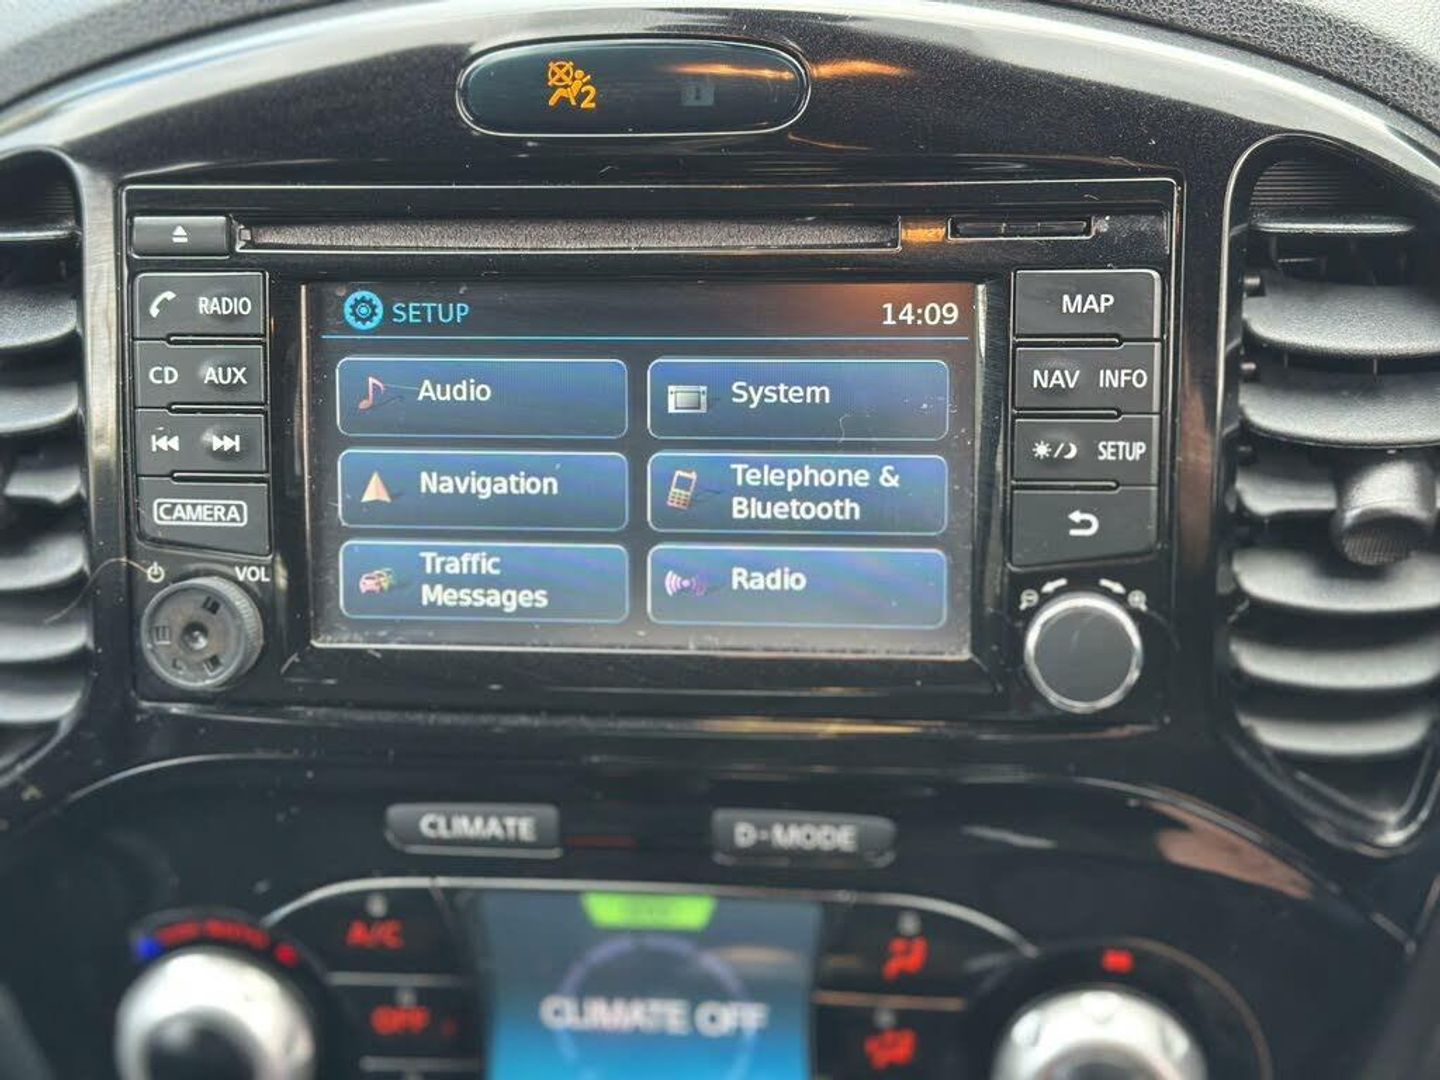 2
RADIO
CD AUX
CAMERA
VOL
SETUP 14:09
Audio
System
Navigation
Telephone &
Bluetooth
Traffic
Messages
Radio
MAP
NAV INFO
SETUP
CLIMATE
D-MODE
A/C
OFF
CLIMATE OFF